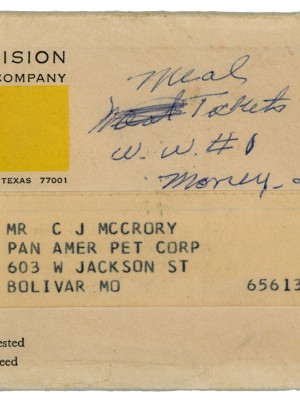 ISION
COMPANY
TEXAS 77001
Meal
Tickets
W. W. #1
Money -
MR C J MCCRORY
PAN AMER PET CORP
603 W JACKSON ST
BOLIVAR MO 65613
ested
eed